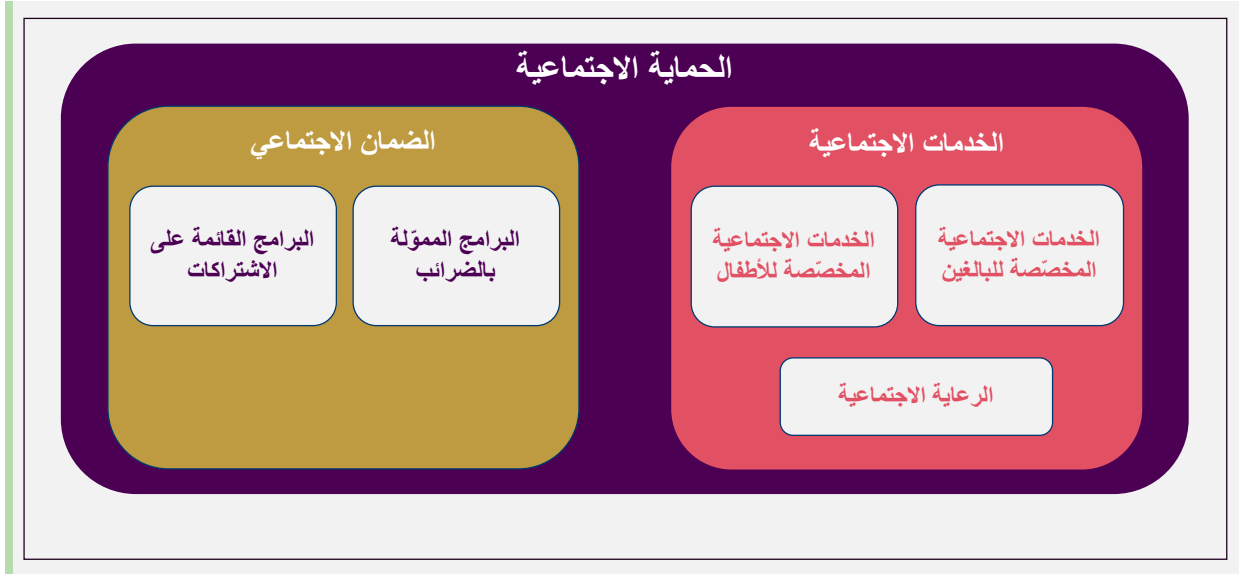 الحماية الاجتماعية
الخدمات الاجتماعية
الخدمات الاجتماعية
المخصّصة للبالغين
الخدمات الاجتماعية
المخصّصة للأطفال
الرعاية الاجتماعية
الضمان الاجتماعي
البرامج المموّلة
بالضرائب
البرامج القائمة على
الاشتراكات